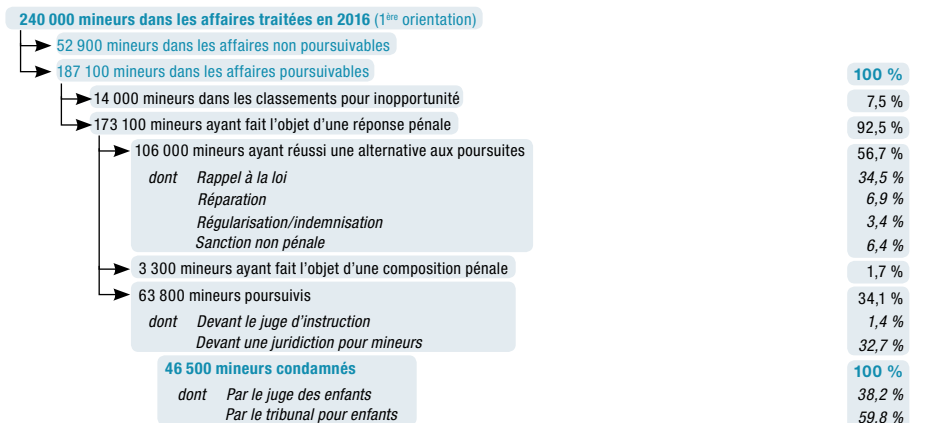 240 000 mineurs dans les affaires traitées en 2016 (1ère orientation)
52 900 mineurs dans les affaires non poursuivables
187 100 mineurs dans les affaires poursuivables 100 %
14 000 mineurs dans les classements pour inopportunité 7,5 %
173 100 mineurs ayant fait l'objet d'une réponse pénale 92,5 %
106 000 mineurs ayant réussi une alternative aux poursuites 56,7 %
dont Rappel à la loi 34,5 %
Réparation 6,9 %
Régularisation/indemnisation 3,4 %
Sanction non pénale 6,4 %
3 300 mineurs ayant fait l'objet d'une composition pénale 1,7 %
63 800 mineurs poursuivis 34,1 %
dont Devant le juge d'instruction 1,4 %
Devant une juridiction pour mineurs 32,7 %
46 500 mineurs condamnés 100 %
dont Par le juge des enfants 38,2 %
Par le tribunal pour enfants 59,8 %